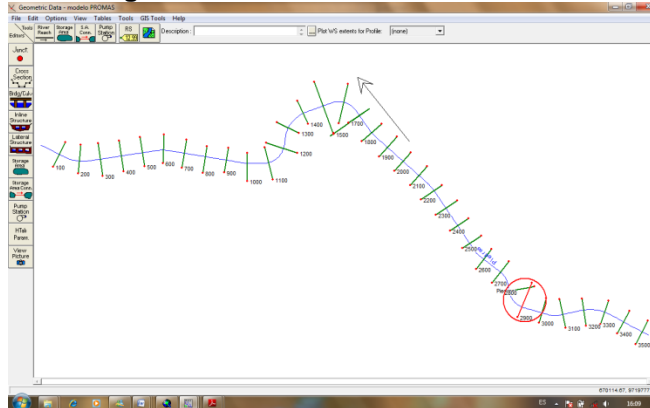 Geometric Data - modelo PROMAS
File Edit Options View Tables Tools GIS Tools Help
Tools
Editors
River Reach
Storage Area
S.A. Conn.
Pump Station
RS
Description :
Plot WS extents for Profile:
(none)
Junct.
Cross Section
Brdg/Culv
Inline Structure
Lateral Structure
Storage Area
Storage Area Conn.
Pump Station
HTab Param.
View Picture
100
200
300
400
500
600
700
800
900
1000
1100
1200
1300
1400
1500
1700
1800
1900
2000
2100
2200
2300
2400
2500
2600
2700
2800
2900
3000
3100
3200
3300
3400
3500
ES
16:09